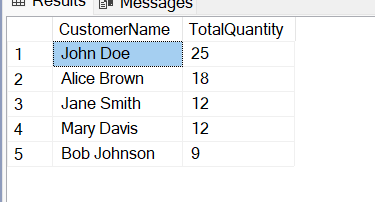 Results Messages
CustomerName TotalQuantity
1 John Doe 25
2 Alice Brown 18
3 Jane Smith 12
4 Mary Davis 12
5 Bob Johnson 9